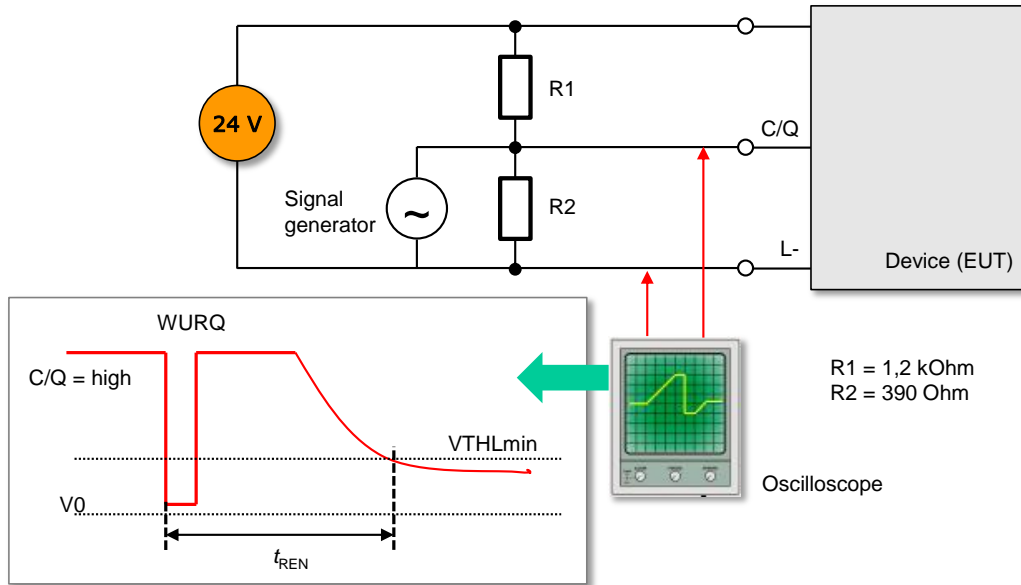 R1
24 V
C/Q
Signal
generator
~
R2
L-
Device (EUT)
WURQ
C/Q = high
VTHLmin
V0
tREN
R1 = 1,2 kOhm
R2 = 390 Ohm
Oscilloscope